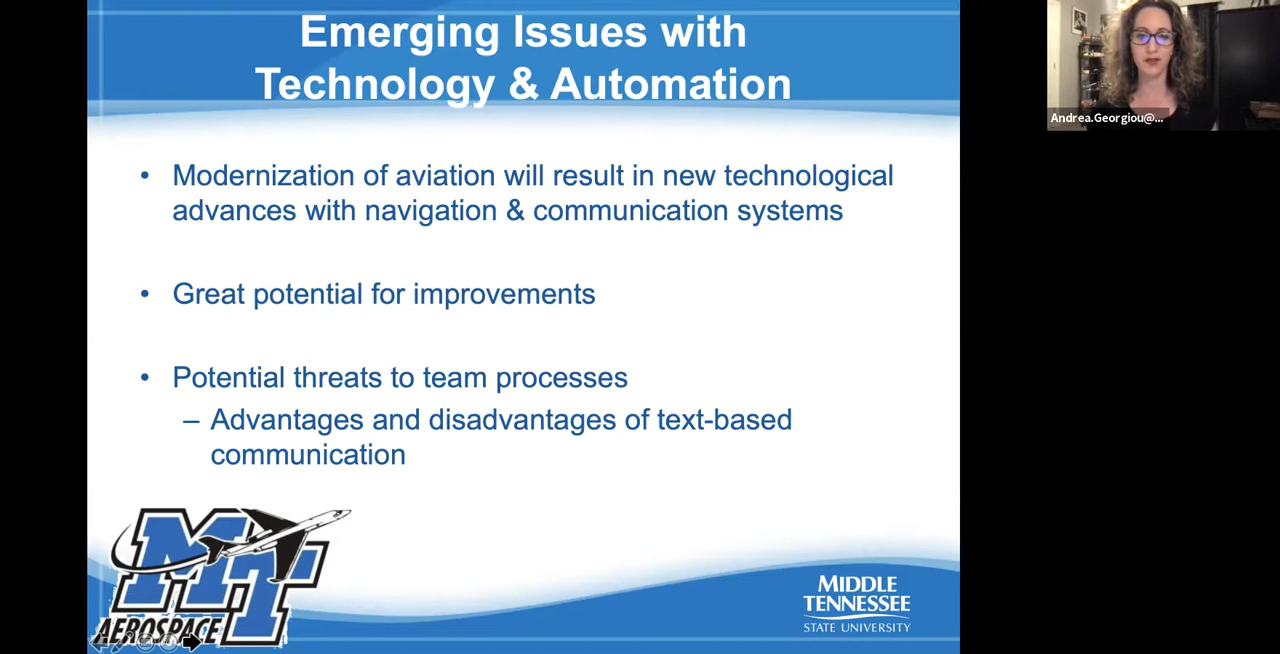 Emerging Issues with
Technology & Automation
Andrea.Georgiou@...
• Modernization of aviation will result in new technological
advances with navigation & communication systems
• Great potential for improvements
• Potential threats to team processes
– Advantages and disadvantages of text-based
communication
MT
AEROSPACE
MIDDLE
TENNESSEE
STATE UNIVERSITY